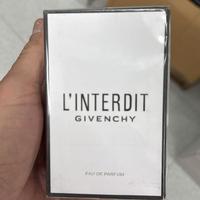 L'INTERDIT
GIVENCHY
EAU DE PARFUM